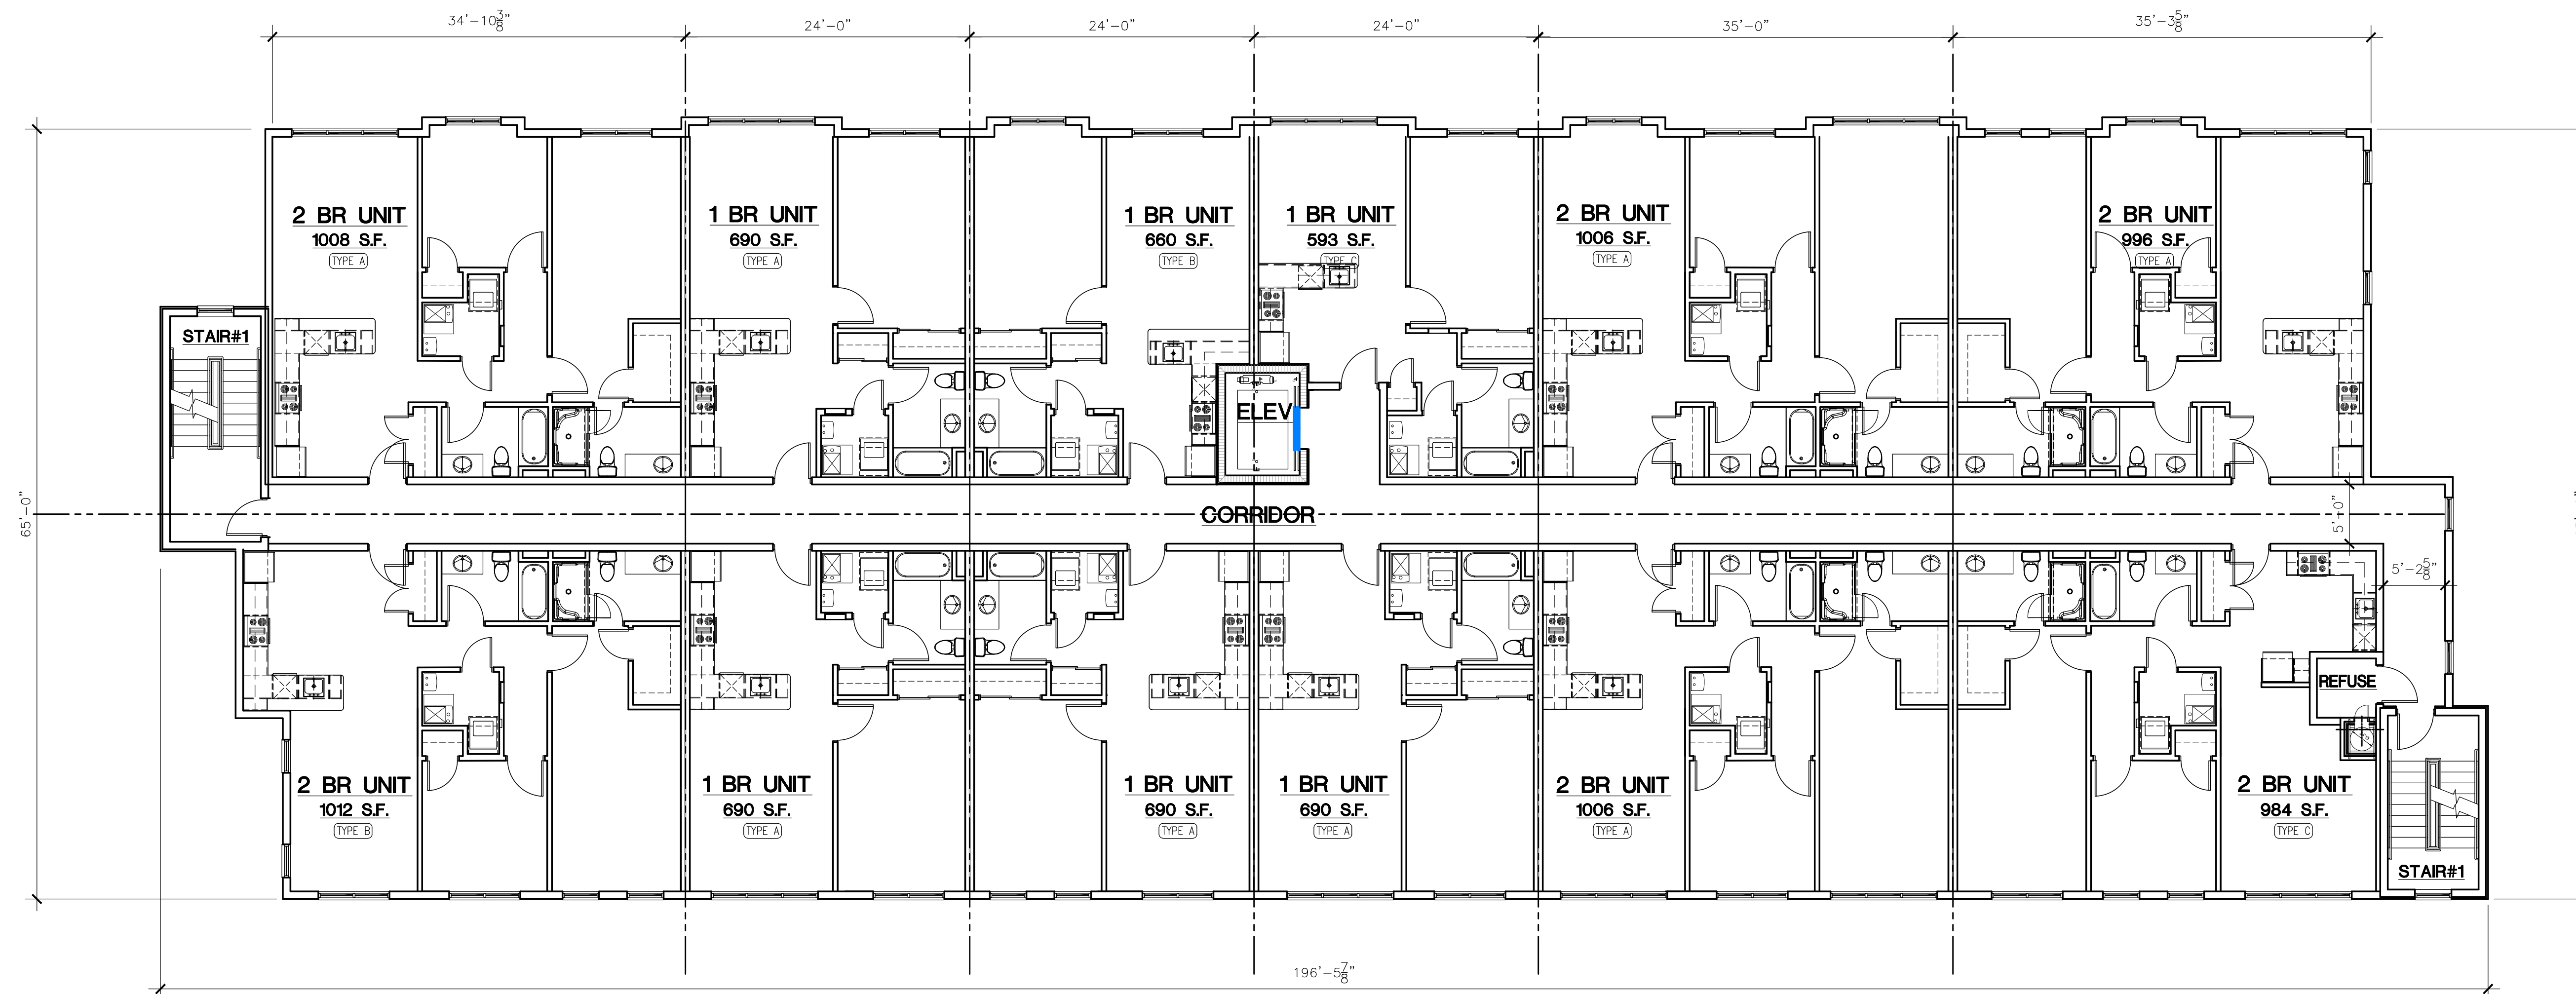 34'-10 3/8"
24'-0"
24'-0"
24'-0"
35'-0"
35'-3 5/8"
2 BR UNIT
1008 S.F.
TYPE A
1 BR UNIT
690 S.F.
TYPE A
1 BR UNIT
660 S.F.
TYPE B
1 BR UNIT
593 S.F.
TYPE C
2 BR UNIT
1006 S.F.
TYPE A
2 BR UNIT
996 S.F.
TYPE A
STAIR#1
ELEV
65'-0"
CORRIDOR
5'-0"
5'-2 5/8"
REFUSE
2 BR UNIT
1012 S.F.
TYPE B
1 BR UNIT
690 S.F.
TYPE A
1 BR UNIT
690 S.F.
TYPE A
1 BR UNIT
690 S.F.
TYPE A
2 BR UNIT
1006 S.F.
TYPE A
2 BR UNIT
984 S.F.
TYPE C
STAIR#1
196'-5 7/8"